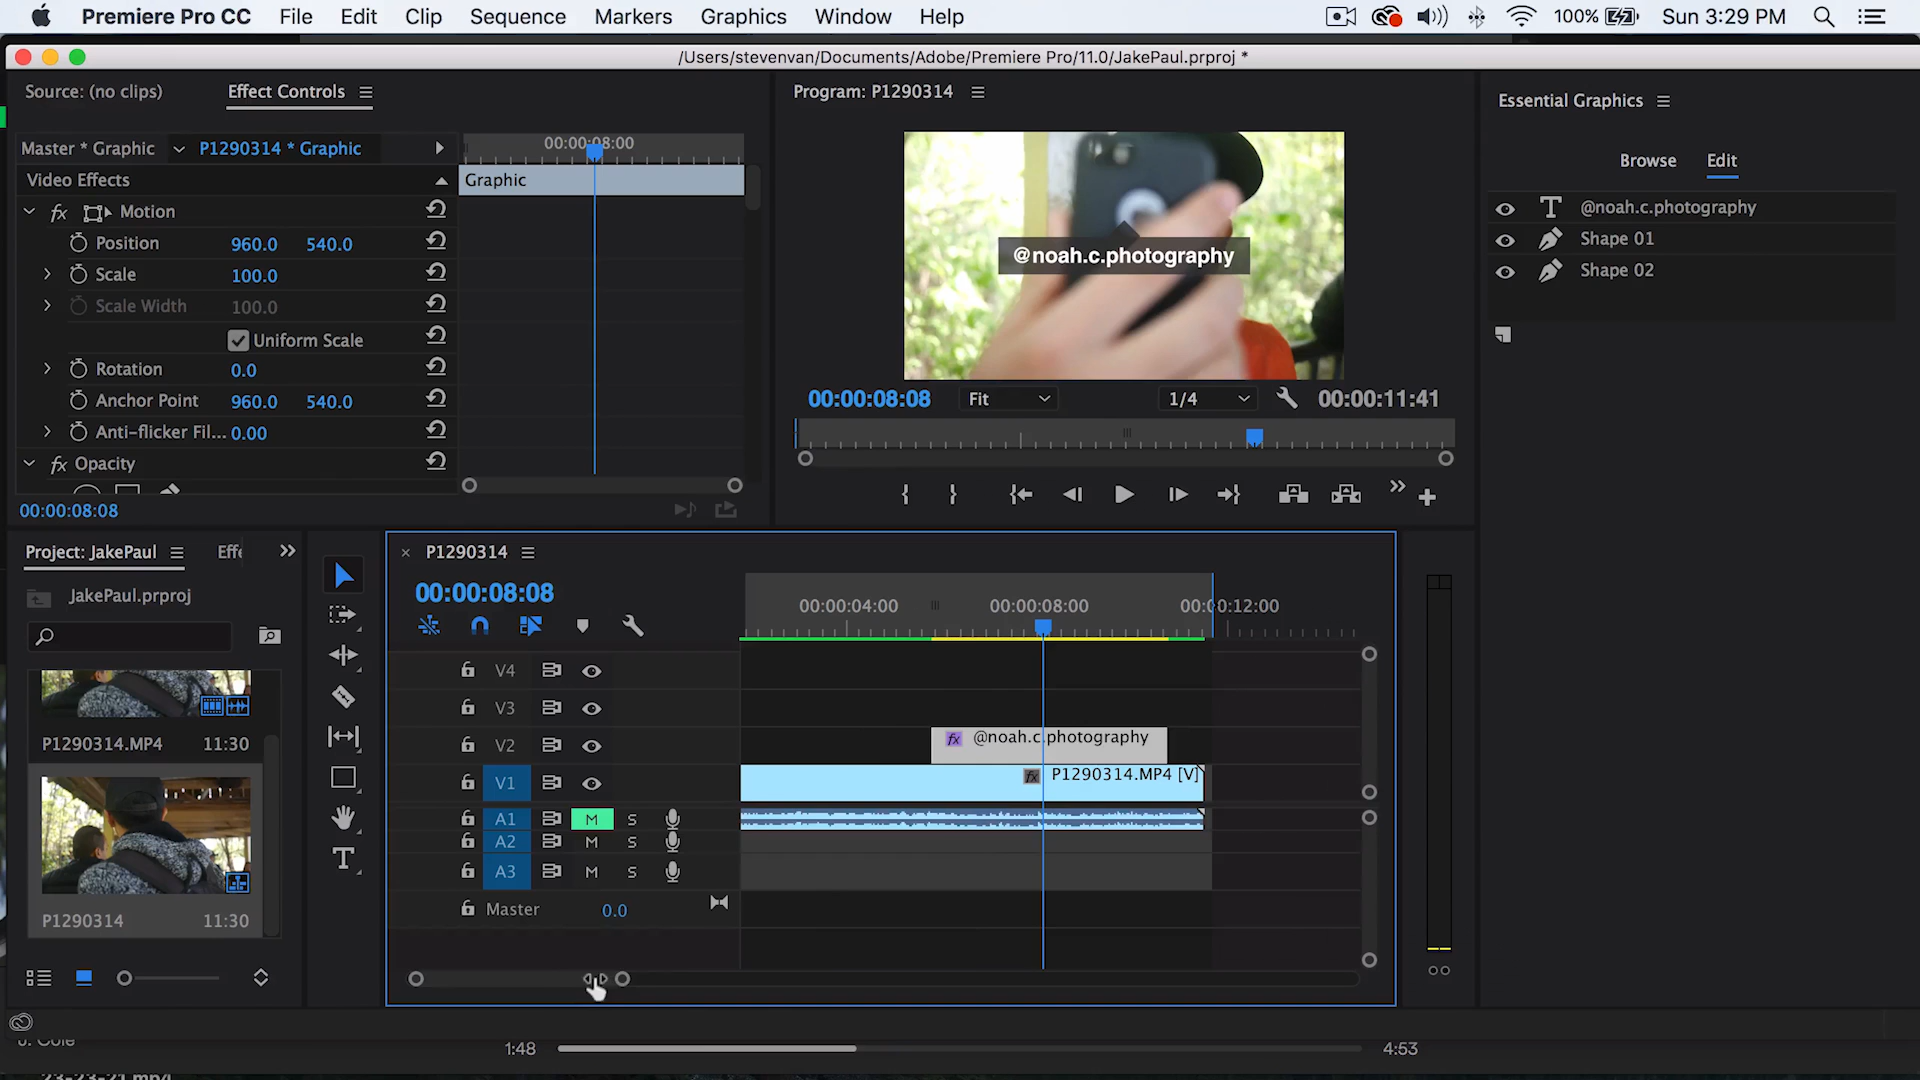 Premiere Pro CC File Edit Clip Sequence Markers Graphics Window Help 100% Sun 3:29 PM
/Users/stevenvan/Documents/Adobe/Premiere Pro/11.0/JakePaul.prproj *
Source: (no clips) Effect Controls
Master * Graphic P1290314 * Graphic
00:00:08:00
Video Effects
Graphic
fx Motion
Position 960.0 540.0
Scale 100.0
Scale Width 100.0
Uniform Scale
Rotation 0.0
Anchor Point 960.0 540.0
Anti-flicker Fil... 0.00
fx Opacity
00:00:08:08
Program: P1290314
@noah.c.photography
00:00:08:08 Fit 1/4 00:00:11:41
Essential Graphics
Browse Edit
@noah.c.photography
Shape 01
Shape 02
Project: JakePaul Effe
JakePaul.prproj
P1290314.MP4 11:30
P1290314 11:30
P1290314
00:00:08:08
00:00:04:00 00:00:08:00 00:00:12:00
V4
V3
V2 fx @noah.c.photography
V1 fx P1290314.MP4 [V]
A1 M S
A2 M S
A3 M S
Master 0.0
J. Cole
1:48 4:53
23-23-21.mp4